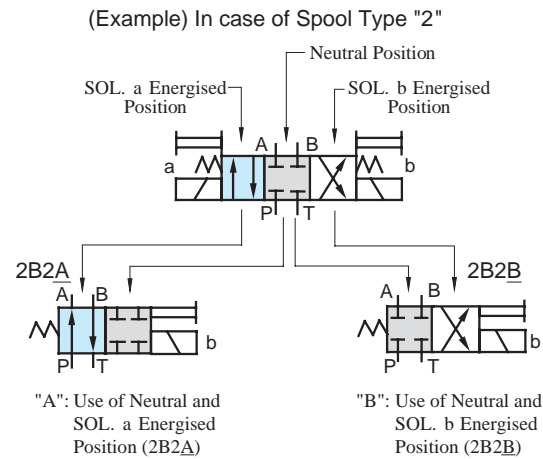 (Example) In case of Spool Type "2"
Neutral Position
SOL. a Energised
Position
SOL. b Energised
Position
A B
a b
P T
2B2A 2B2B
A B
A B
b b
P T
P T
"A": Use of Neutral and
SOL. a Energised
Position (2B2A)
"B": Use of Neutral and
SOL. b Energised
Position (2B2B)